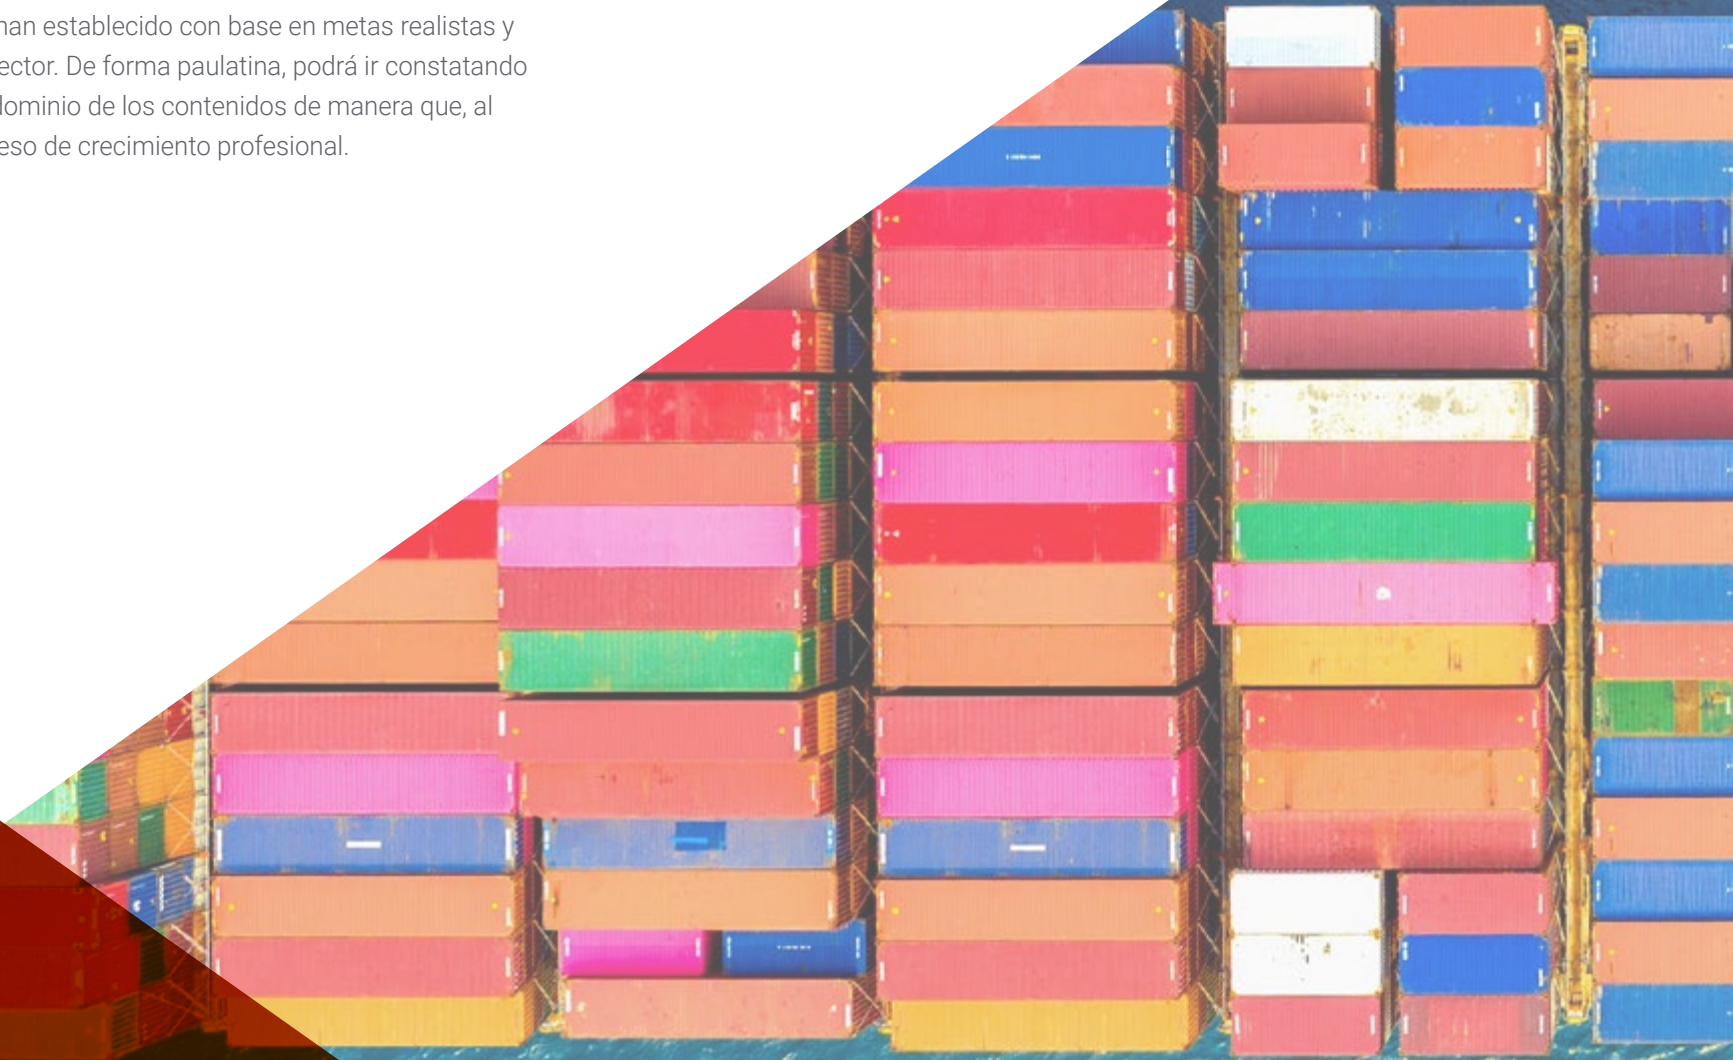 han establecido con base en metas realistas y
ector. De forma paulatina, podrá ir constatando
dominio de los contenidos de manera que, al
eso de crecimiento profesional.